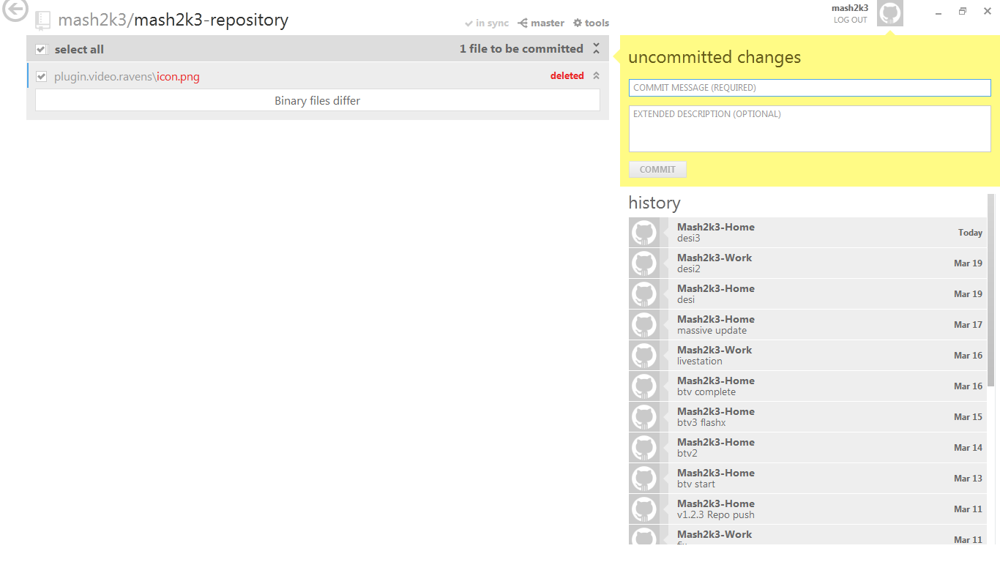 mash2k3/mash2k3-repository
in sync
master
tools
mash2k3
LOG OUT
select all
1 file to be committed
plugin.video.ravens\icon.png
deleted
Binary files differ
uncommitted changes
COMMIT MESSAGE (REQUIRED)
EXTENDED DESCRIPTION (OPTIONAL)
COMMIT
history
Mash2k3-Home
desi3
Today
Mash2k3-Work
desi2
Mar 19
Mash2k3-Home
desi
Mar 19
Mash2k3-Home
massive update
Mar 17
Mash2k3-Work
livestation
Mar 16
Mash2k3-Home
btv complete
Mar 16
Mash2k3-Home
btv3 flashx
Mar 15
Mash2k3-Home
btv2
Mar 14
Mash2k3-Home
btv start
Mar 13
Mash2k3-Home
v1.2.3 Repo push
Mar 11
Mash2k3-Work
Mar 11